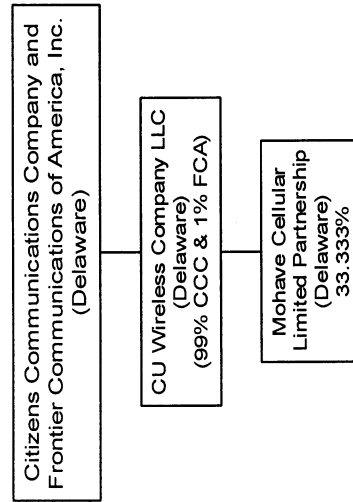 Citizens Communications Company and
Frontier Communications of America, Inc.
(Delaware)
CU Wireless Company LLC
(Delaware)
(99% CCC & 1% FCA)
Mohave Cellular
Limited Partnership
(Delaware)
33.333%